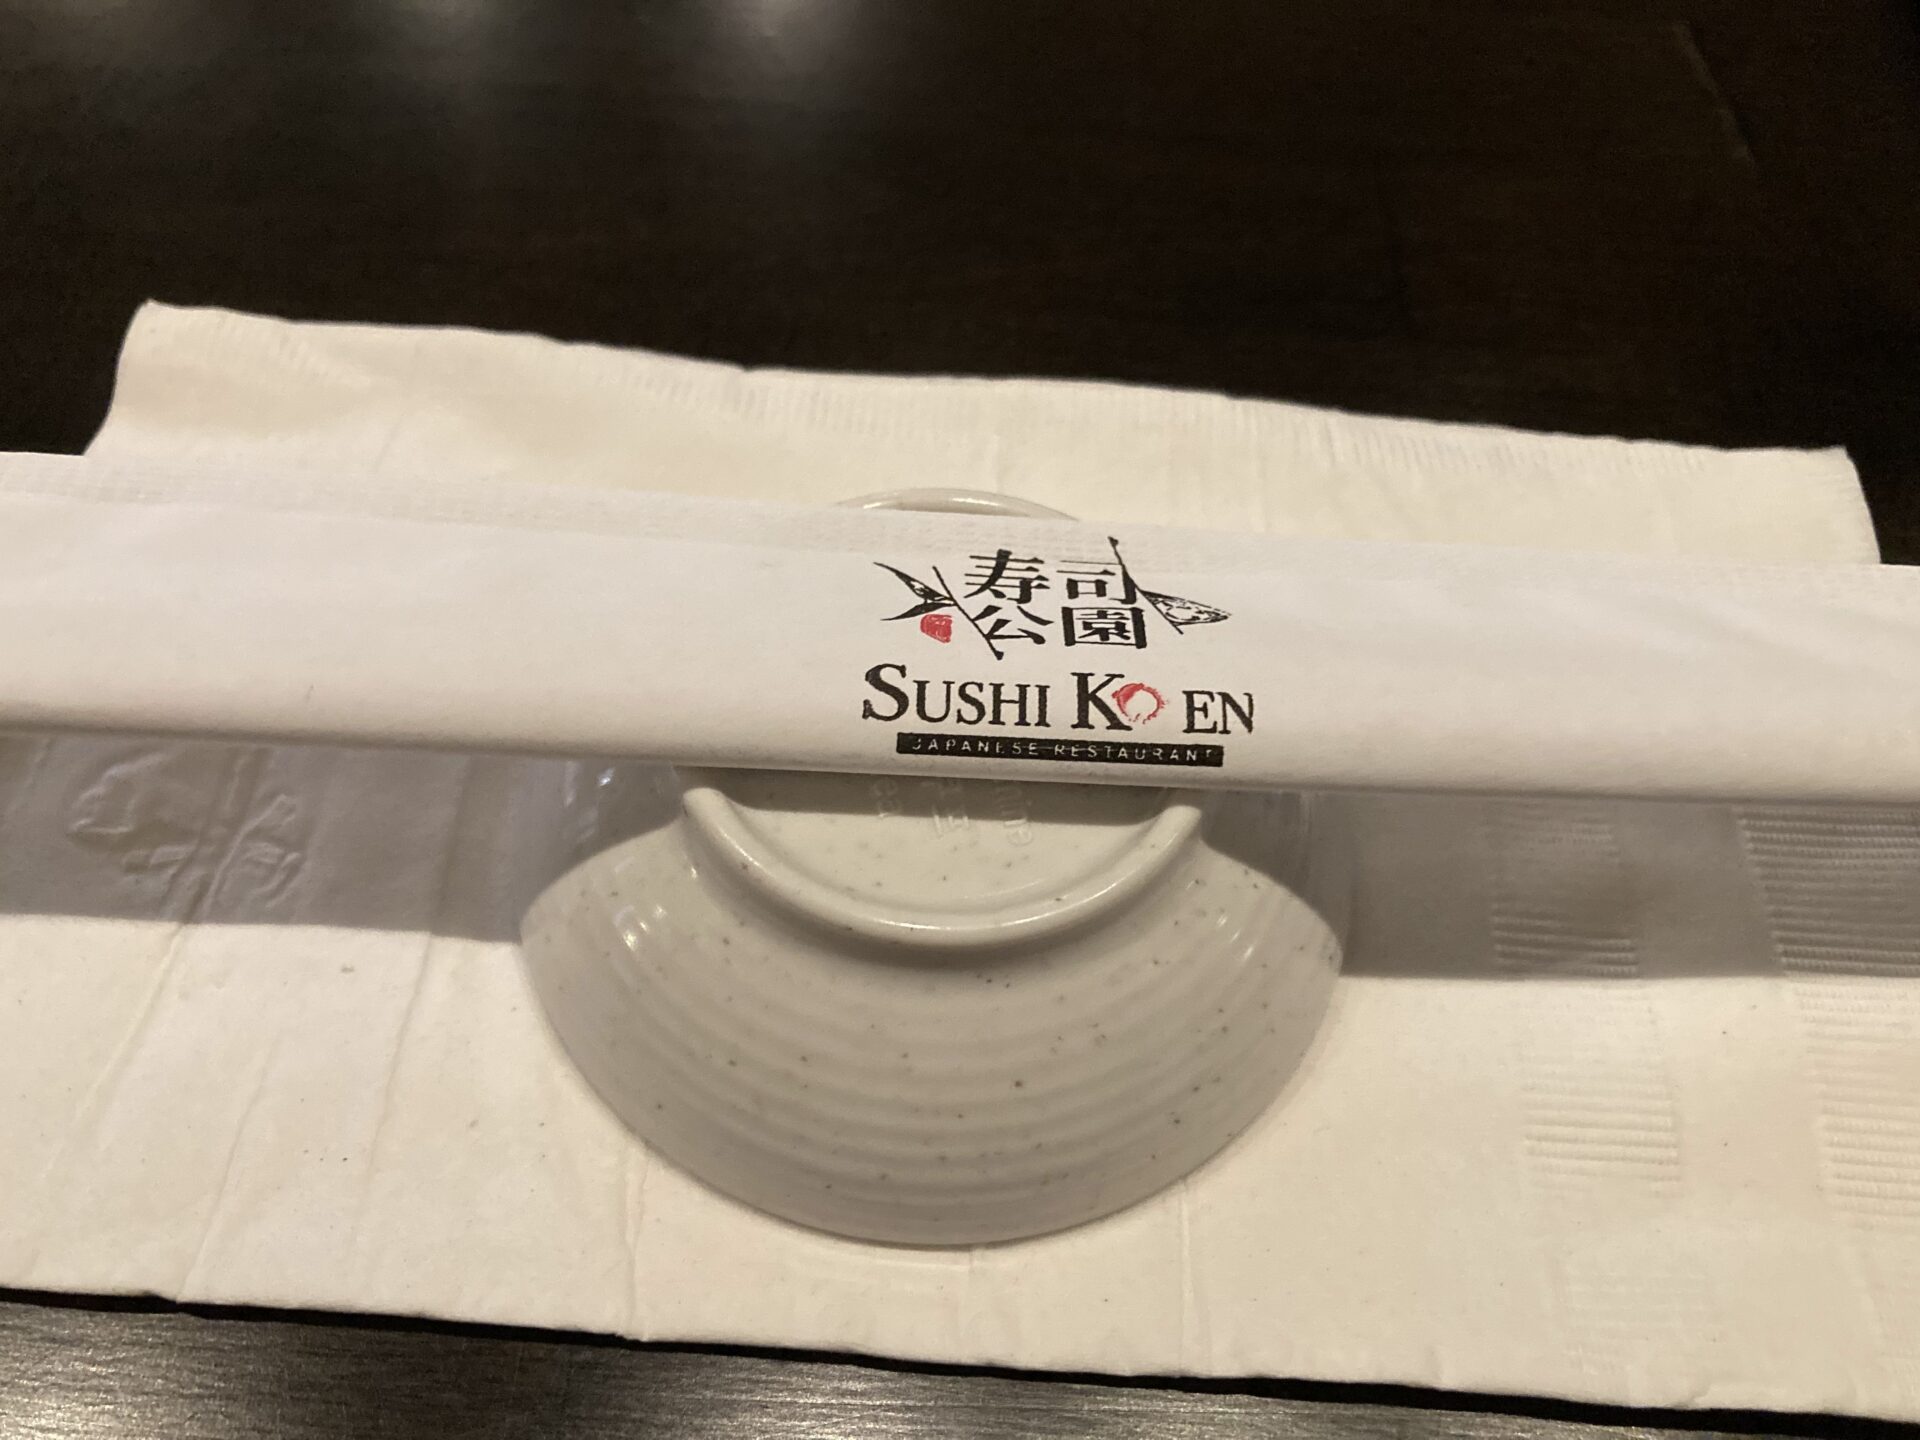 寿司
公園
SUSHI KOEN
JAPANESE RESTAURANT